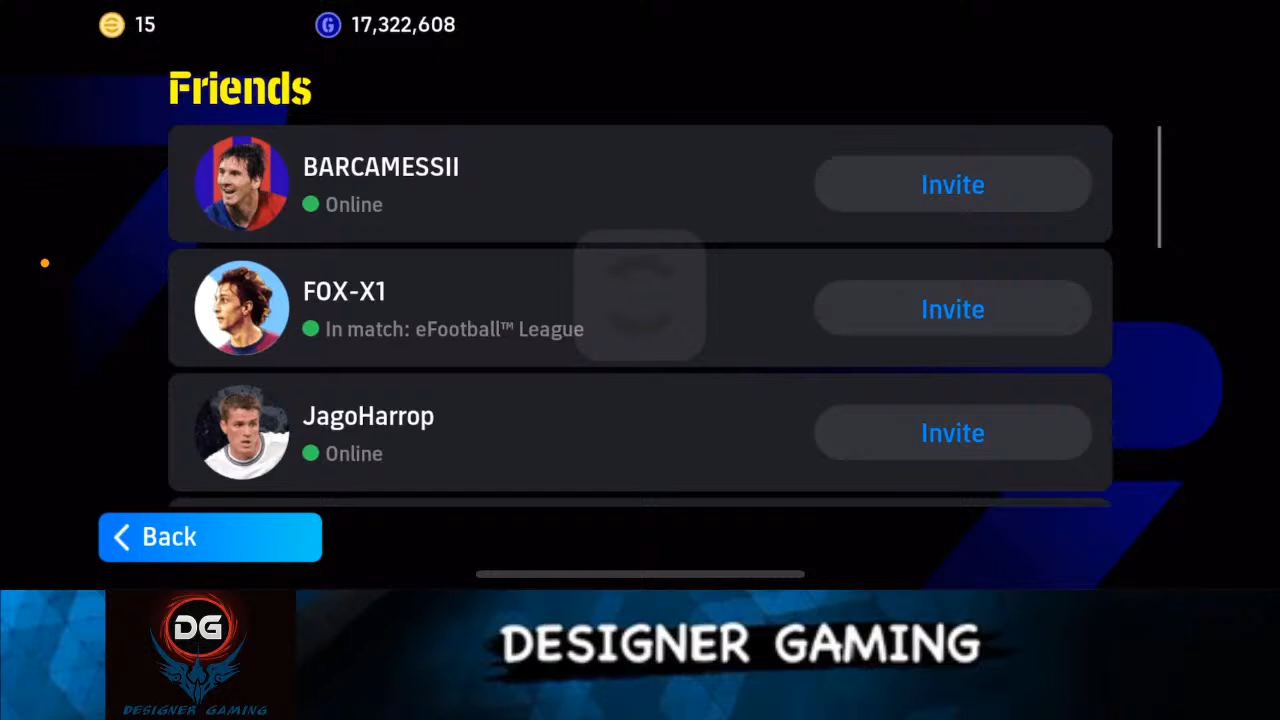 15
17,322,608
Friends
BARCAMESSII
Online
Invite
FOX-X1
In match: eFootball™ League
Invite
JagoHarrop
Online
Invite
Back
DG
DESIGNER GAMING
DESIGNER GAMING